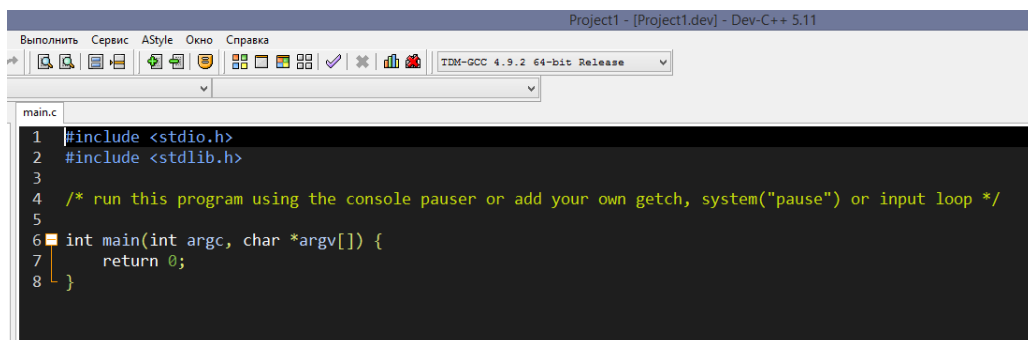 Project1 - [Project1.dev] - Dev-C++ 5.11
Выполнить Сервис AStyle Окно Справка
TDM-GCC 4.9.2 64-bit Release
main.c
1 #include <stdio.h>
2 #include <stdlib.h>
3
4 /* run this program using the console pauser or add your own getch, system("pause") or input loop */
5
6 int main(int argc, char *argv[]) {
7 return 0;
8 }